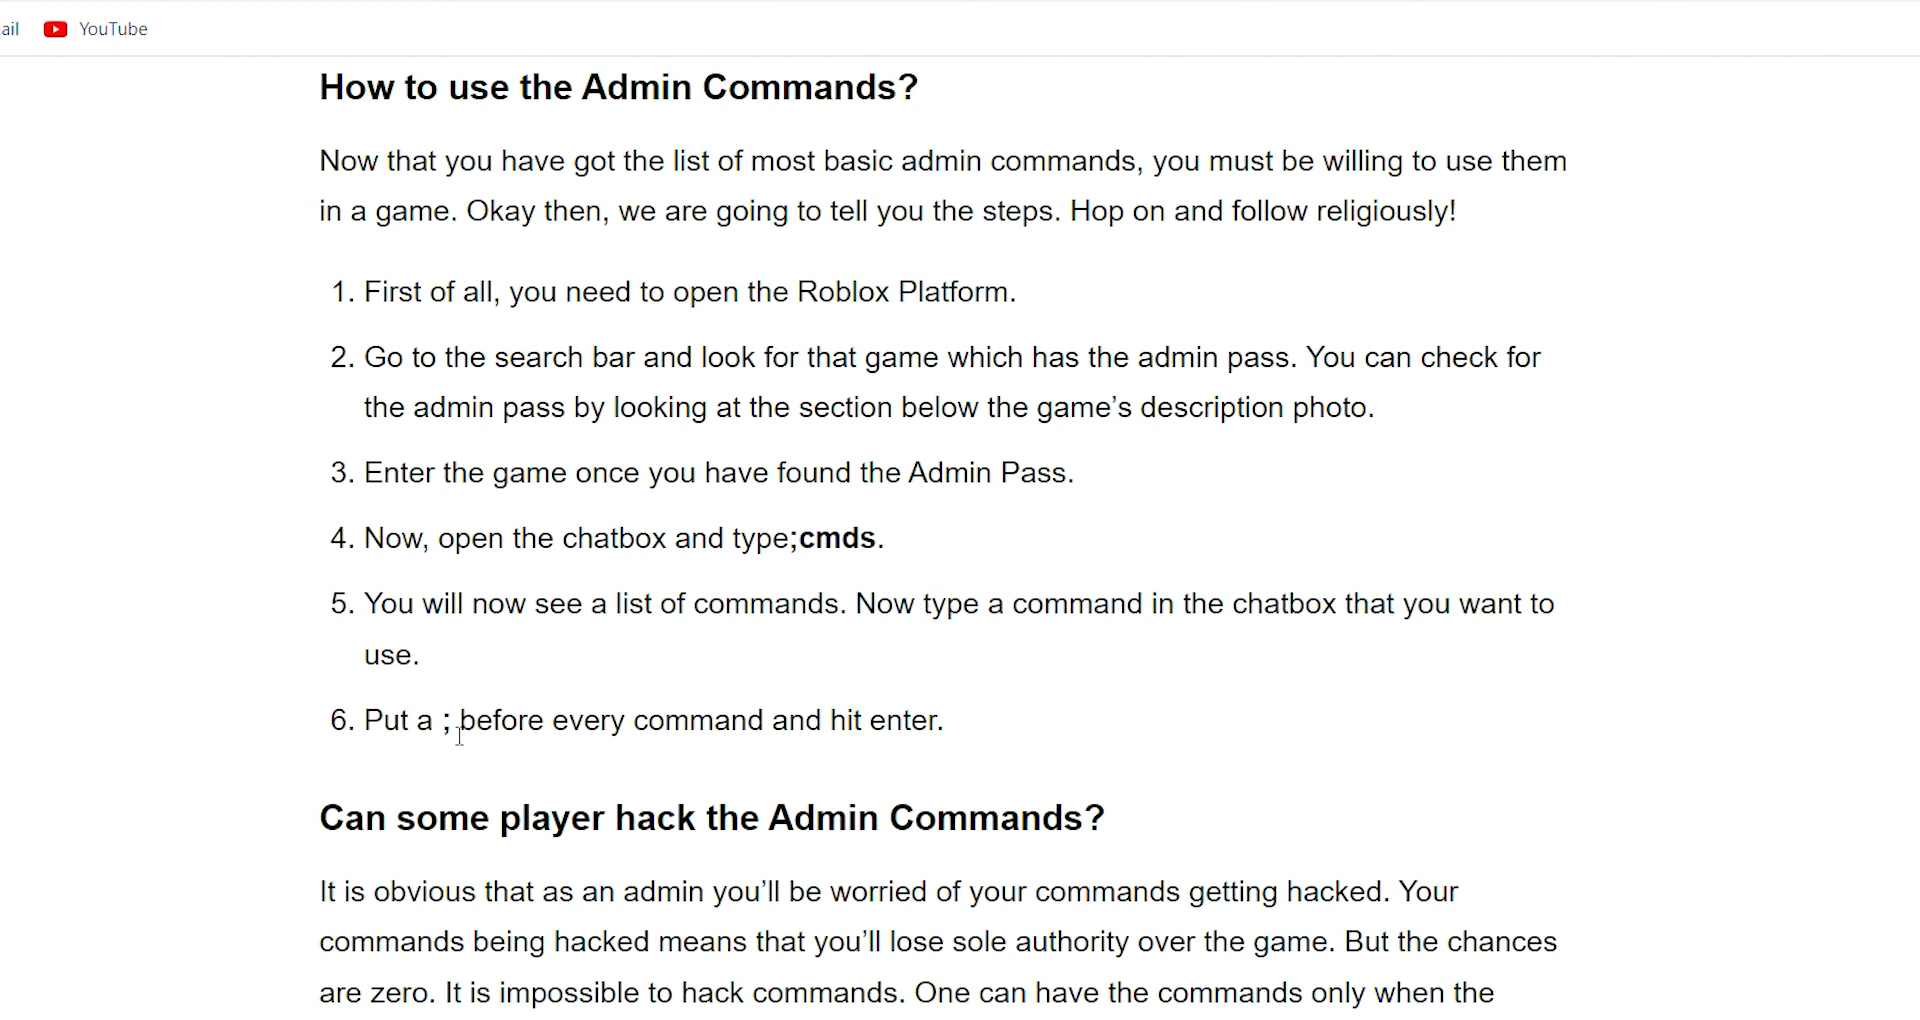 ail YouTube
How to use the Admin Commands?
Now that you have got the list of most basic admin commands, you must be willing to use them
in a game. Okay then, we are going to tell you the steps. Hop on and follow religiously!
1. First of all, you need to open the Roblox Platform.
2. Go to the search bar and look for that game which has the admin pass. You can check for
the admin pass by looking at the section below the game’s description photo.
3. Enter the game once you have found the Admin Pass.
4. Now, open the chatbox and type;cmds.
5. You will now see a list of commands. Now type a command in the chatbox that you want to
use.
6. Put a ; before every command and hit enter.
Can some player hack the Admin Commands?
It is obvious that as an admin you’ll be worried of your commands getting hacked. Your
commands being hacked means that you’ll lose sole authority over the game. But the chances
are zero. It is impossible to hack commands. One can have the commands only when the